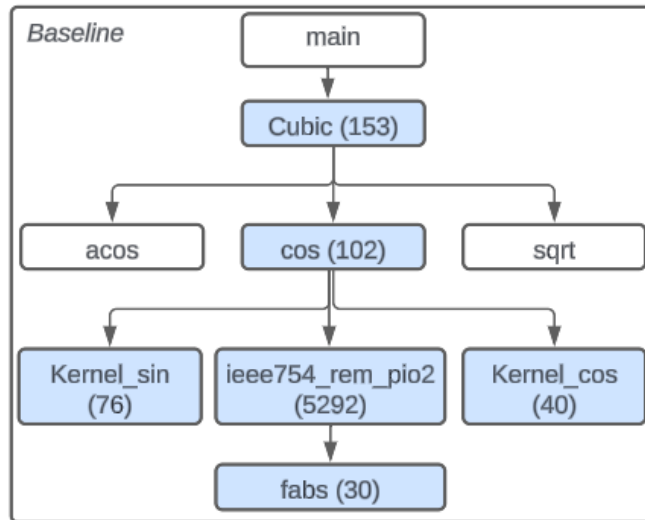 Baseline
main
Cubic (153)
acos
cos (102)
sqrt
Kernel_sin
(76)
ieee754_rem_pio2
(5292)
Kernel_cos
(40)
fabs (30)